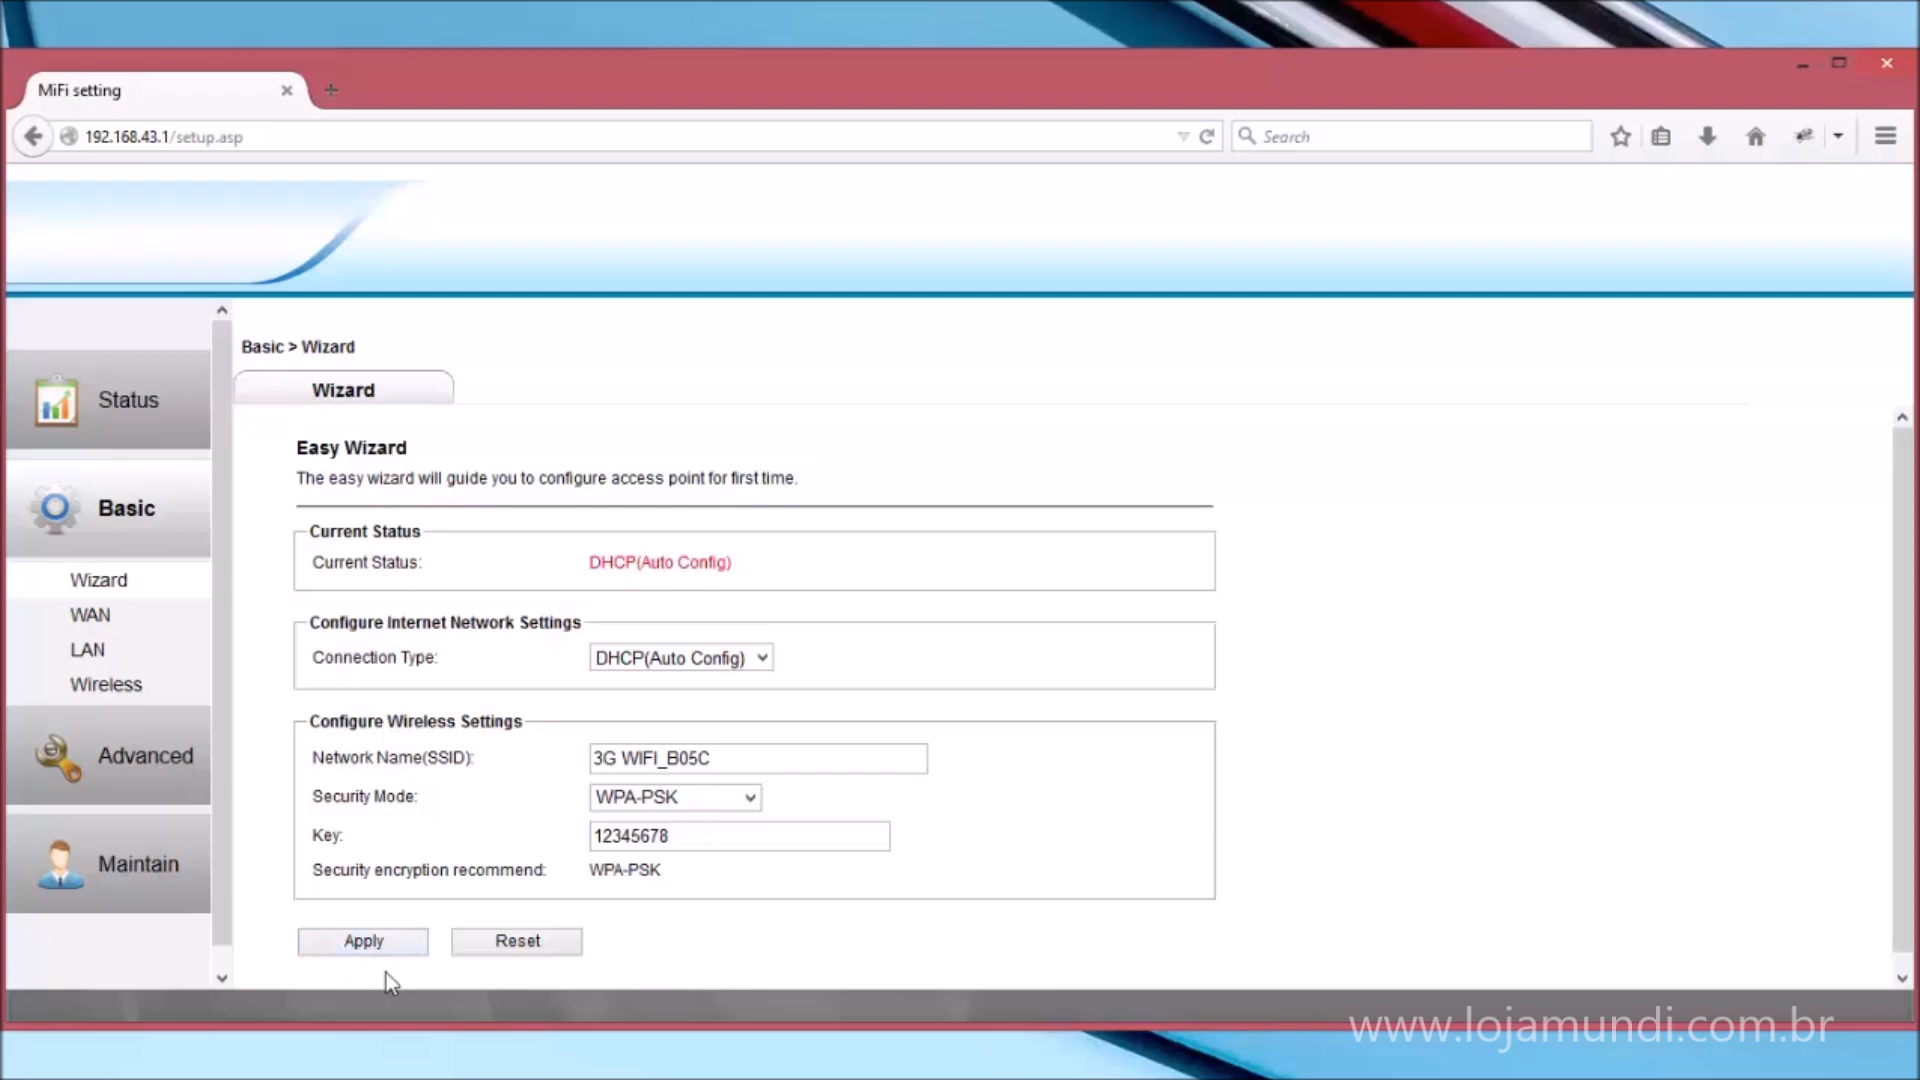 MiFi setting
192.168.43.1/setup.asp
Search
Basic > Wizard
Wizard
Status
Basic
Wizard
WAN
LAN
Wireless
Advanced
Maintain
Easy Wizard
The easy wizard will guide you to configure access point for first time.
Current Status
Current Status: DHCP(Auto Config)
Configure Internet Network Settings
Connection Type: DHCP(Auto Config)
Configure Wireless Settings
Network Name(SSID): 3G WIFI_B05C
Security Mode: WPA-PSK
Key: 12345678
Security encryption recommend: WPA-PSK
Apply Reset
www.lojamundi.com.br